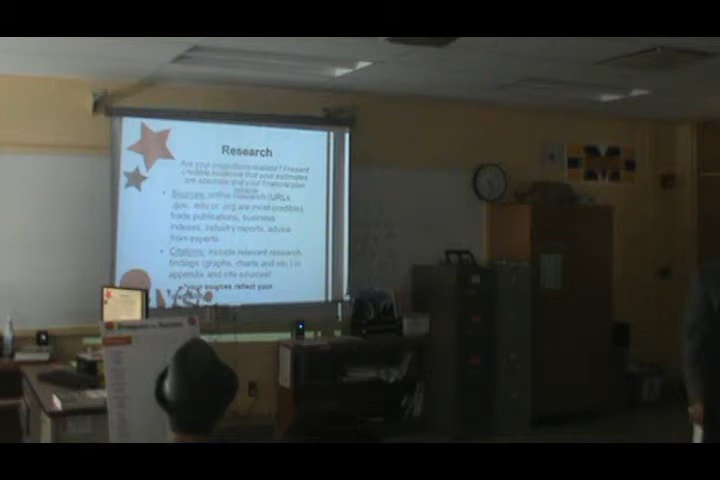 Research
Are your projections realistic? Present
credible evidence that your estimates
are accurate and your financial plan
Sources: online research (URLs
.gov, .edu or .org are most credible),
trade publications, business
indexes, industry reports, advice
from experts.
Citations: Include relevant research
findings (graphs, charts and etc.) in
appendix and cite sources!
your sources reflect your